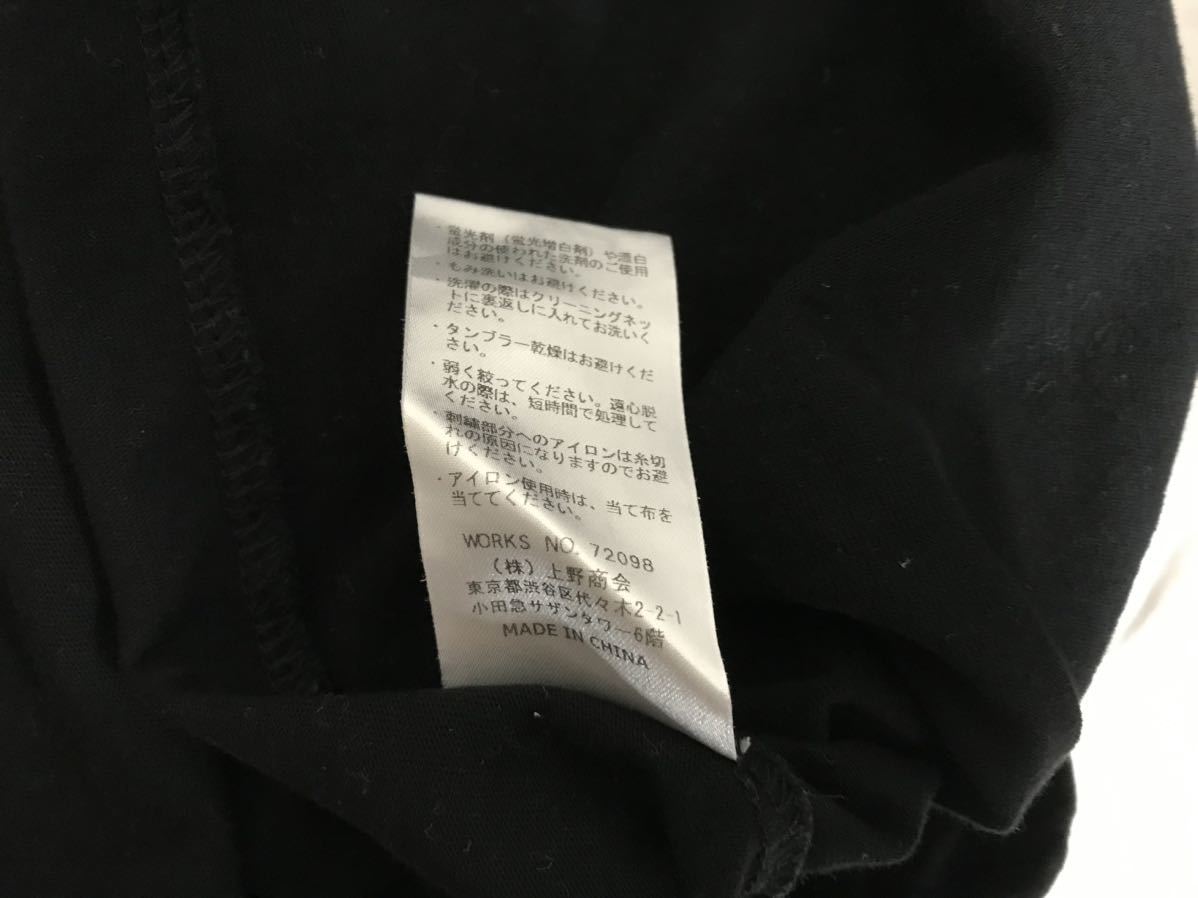 ・蛍光剤（蛍光増白剤）や漂白
成分の使われた洗剤のご使用
はお避けください。
・もみ洗いはお避けください。
・洗濯の際はクリーニングネッ
トに裏返しに入れてお洗いく
ださい。
・タンブラー乾燥はお避けくだ
さい。
・弱く絞ってください。遠心脱
水の際は、短時間で処理して
ください。
・刺繍部分へのアイロンは糸切
れの原因になりますのでお避
けください。
・アイロン使用時は、当て布を
当ててください。
WORKS NO. 72098
（株）上野商会
東京都渋谷区代々木2-2-1
小田急サザンタワー6階
MADE IN CHINA